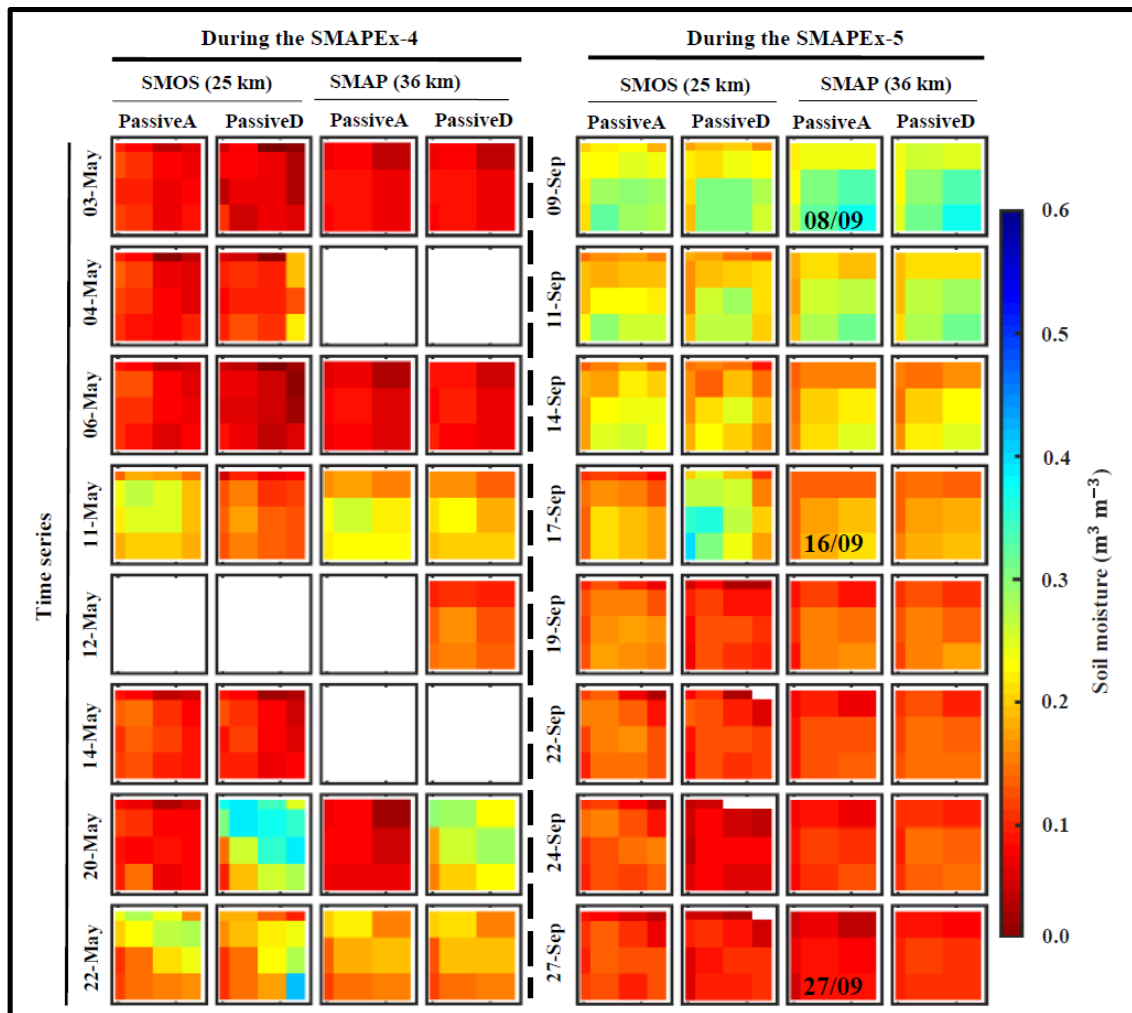 During the SMAPEx-4
During the SMAPEx-5
SMOS (25 km)
SMAP (36 km)
SMOS (25 km)
SMAP (36 km)
PassiveA
PassiveD
PassiveA
PassiveD
PassiveA
PassiveD
PassiveA
PassiveD
Time series
03-May
04-May
06-May
11-May
12-May
14-May
20-May
22-May
09-Sep
11-Sep
14-Sep
17-Sep
19-Sep
22-Sep
24-Sep
27-Sep
08/09
16/09
27/09
0.6
0.5
0.4
0.3
0.2
0.1
0.0
Soil moisture (m³ m⁻³)